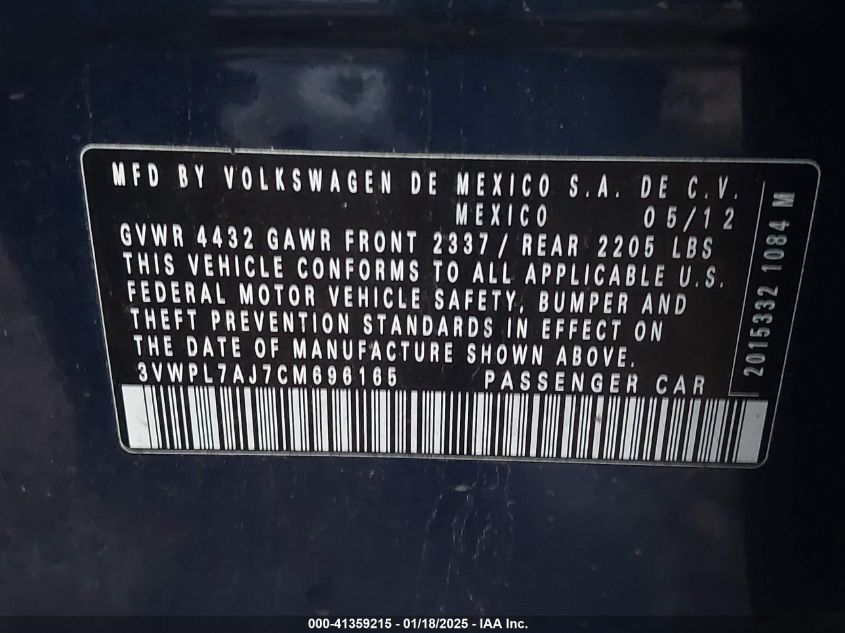 MFD BY VOLKSWAGEN DE MEXICO S.A. DE C.V.
MEXICO 05/12
GVWR 4432 GAWR FRONT 2337/ REAR 2205 LBS
THIS VEHICLE CONFORMS TO ALL APPLICABLE U.S.
FEDERAL MOTOR VEHICLE SAFETY, BUMPER AND
THEFT PREVENTION STANDARDS IN EFFECT ON
THE DATE OF MANUFACTURE SHOWN ABOVE.
3VWPL7AJ7CM696165 PASSENGER CAR
2015332 1084 M
000-41359215 - 01/18/2025 - IAA Inc.